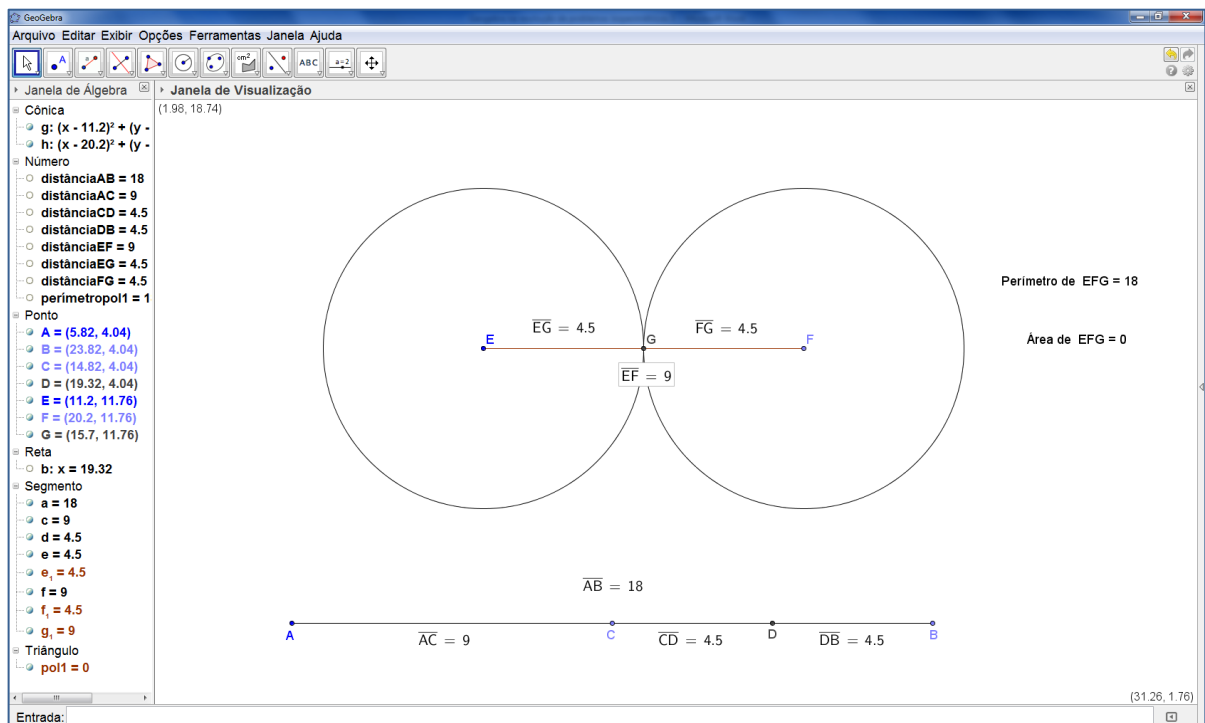 GeoGebra
Arquivo Editar Exibir Opções Ferramentas Janela Ajuda
A
cm²
ABC
a=2
Janela de Álgebra
Janela de Visualização
Cônica
g: (x - 11.2)² + (y -
h: (x - 20.2)² + (y -
Número
distânciaAB = 18
distânciaAC = 9
distânciaCD = 4.5
distânciaDB = 4.5
distânciaEF = 9
distânciaEG = 4.5
distânciaFG = 4.5
perímetropol1 = 1
Ponto
A = (5.82, 4.04)
B = (23.82, 4.04)
C = (14.82, 4.04)
D = (19.32, 4.04)
E = (11.2, 11.76)
F = (20.2, 11.76)
G = (15.7, 11.76)
Reta
b: x = 19.32
Segmento
a = 18
c = 9
d = 4.5
e = 4.5
e₁ = 4.5
f = 9
f₁ = 4.5
g₁ = 9
Triângulo
pol1 = 0
(1.98, 18.74)
Perímetro de EFG = 18
EG = 4.5
FG = 4.5
E
G
F
Área de EFG = 0
EF = 9
AB = 18
A
C
D
B
AC = 9
CD = 4.5
DB = 4.5
(31.26, 1.76)
Entrada: